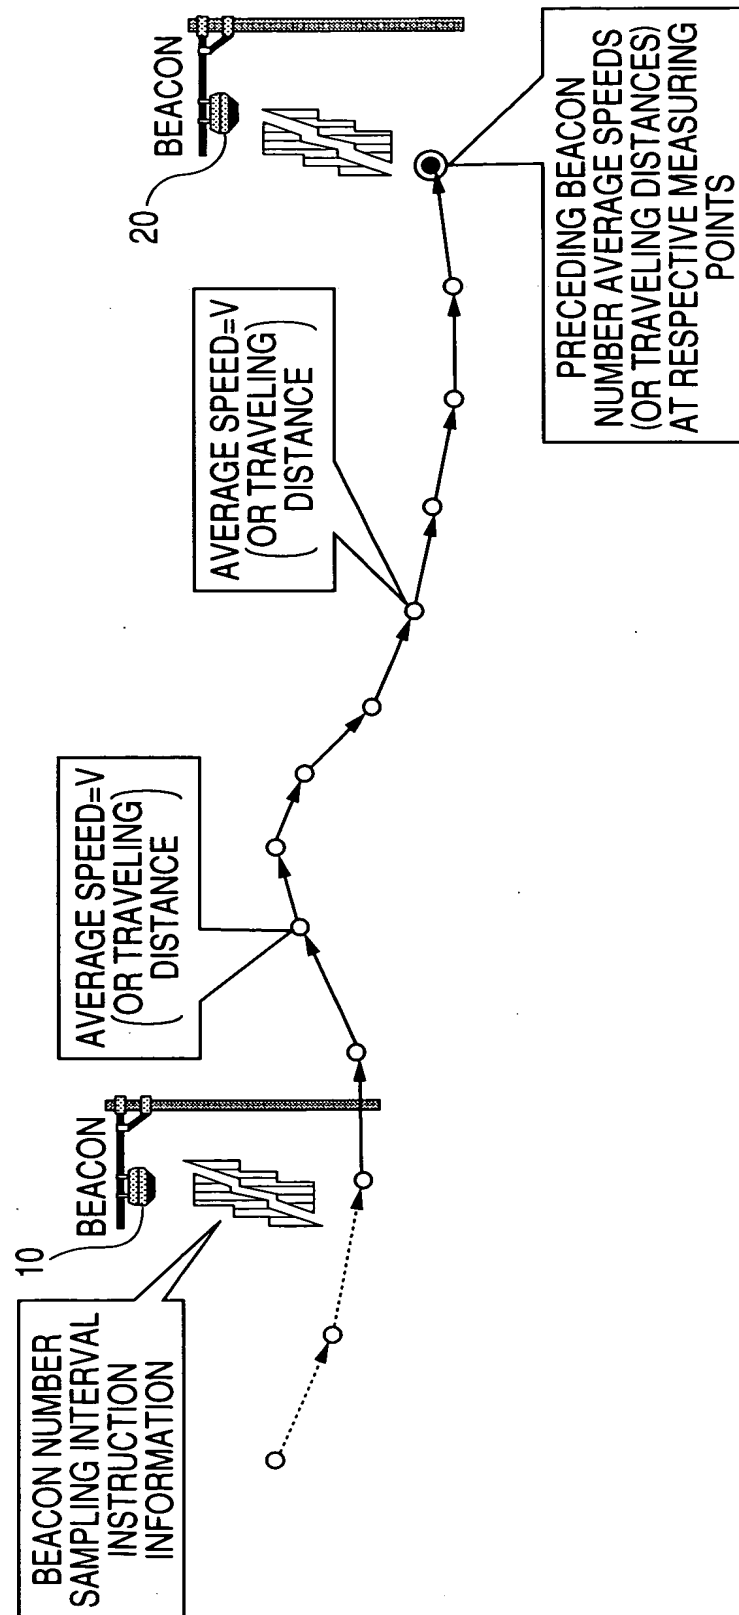 BEACON NUMBER
SAMPLING INTERVAL
INSTRUCTION
INFORMATION
10
BEACON
AVERAGE SPEED=V
(OR TRAVELING
DISTANCE)
AVERAGE SPEED=V
(OR TRAVELING
DISTANCE)
20
BEACON
PRECEDING BEACON
NUMBER AVERAGE SPEEDS
(OR TRAVELING DISTANCES)
AT RESPECTIVE MEASURING
POINTS